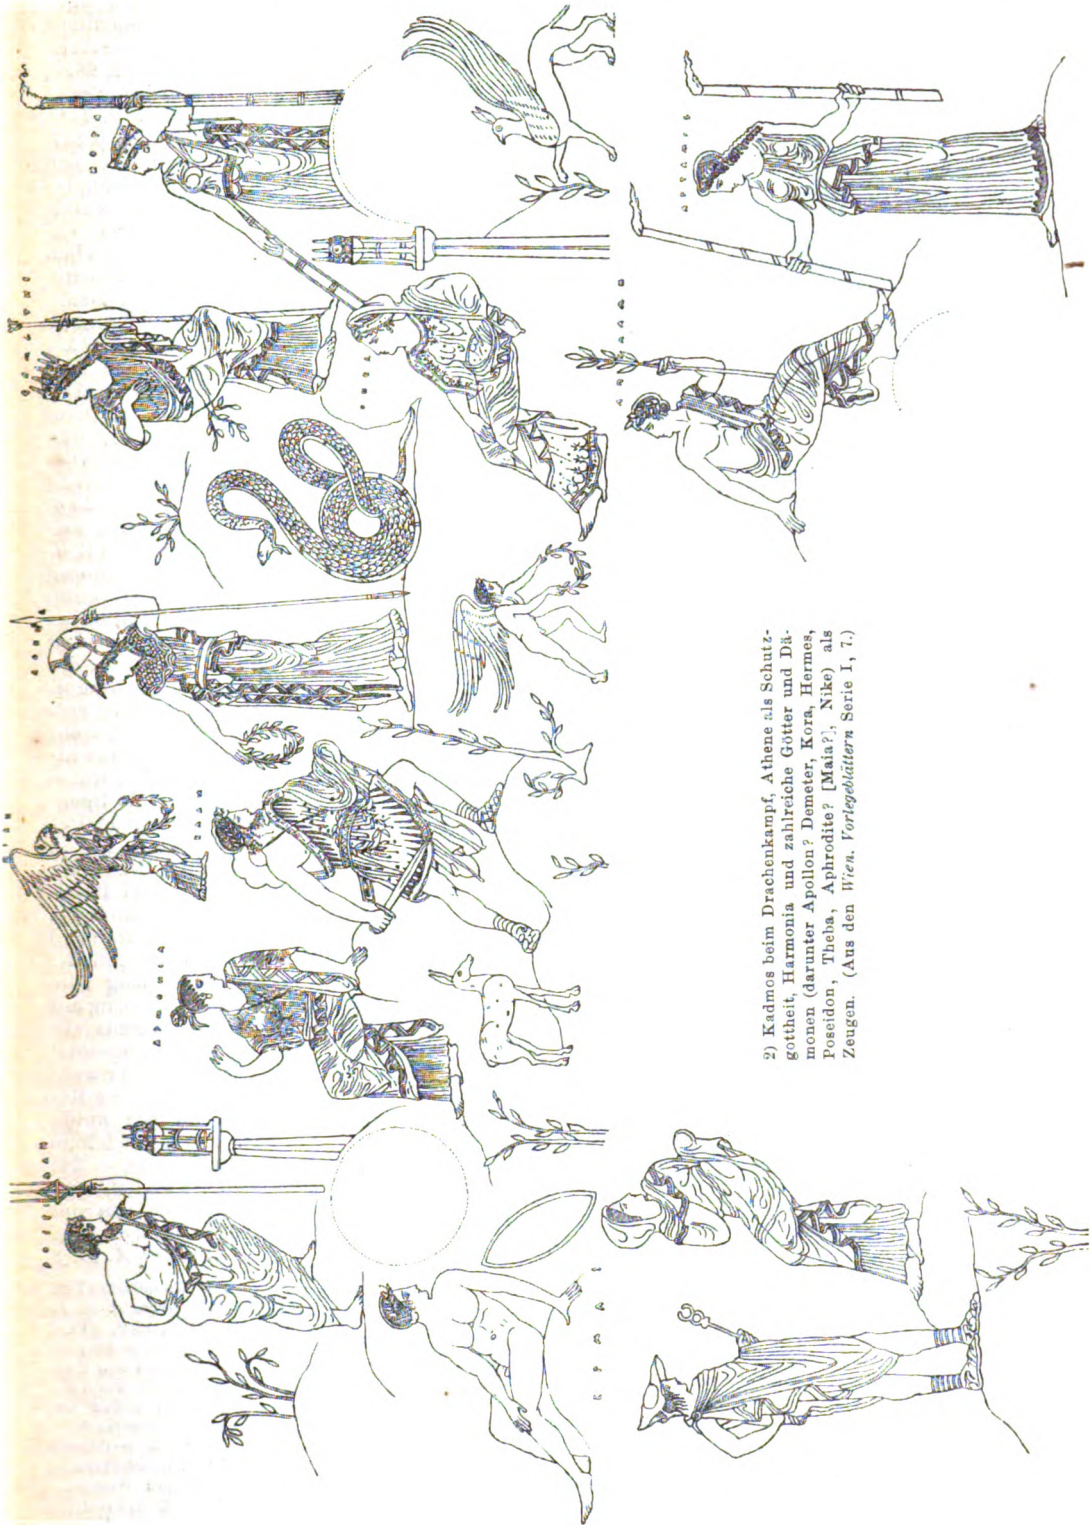 2) Kadmos beim Drachenkampf, Athene als Schutz-
gottheit, Harmonia und zahlreiche Götter und Dä-
monen (darunter Apollon? Demeter, Kora, Hermes,
Poseidon, Theba, Aphrodite? [Maia?], Nike) als
Zeugen. (Aus den Wien. Vorlegeblättern Serie I, 7.)